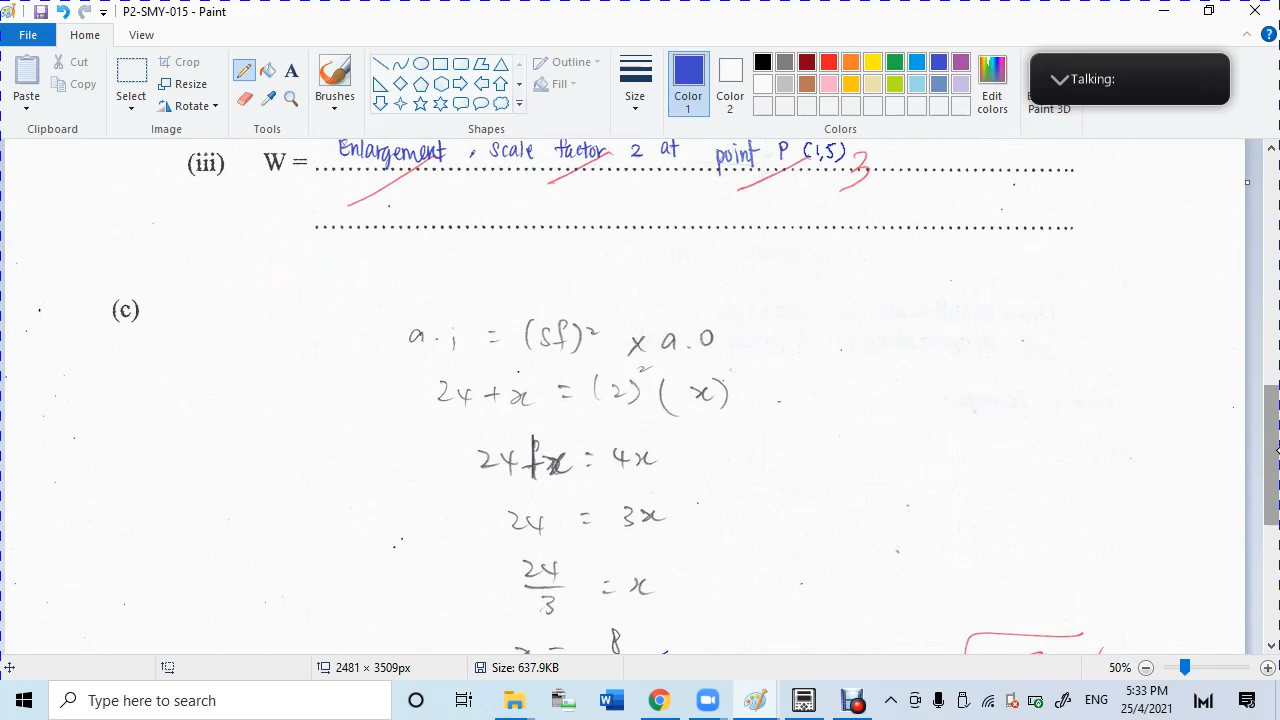 P2-SMY-015 - Paint
File Home View
Paste
Cut
Copy
Clipboard
Select
Crop
Resize
Rotate
Image
A
Tools
Brushes
Shapes
Outline
Fill
Size
Color 1
Color 2
Colors
Edit colors
Paint 3D
Talking:
(iii) W = Enlargement, scale factor 2 at point P (1,5) 3
(c)
a.i = (sf)² x a.0
24 + x = (2)² (x)
24 + x = 4x
24 = 3x
24/3 = x
x = 8
2481 × 3509px
Size: 637.9KB
50%
Type here to search
ENG
5:33 PM
25/4/2021